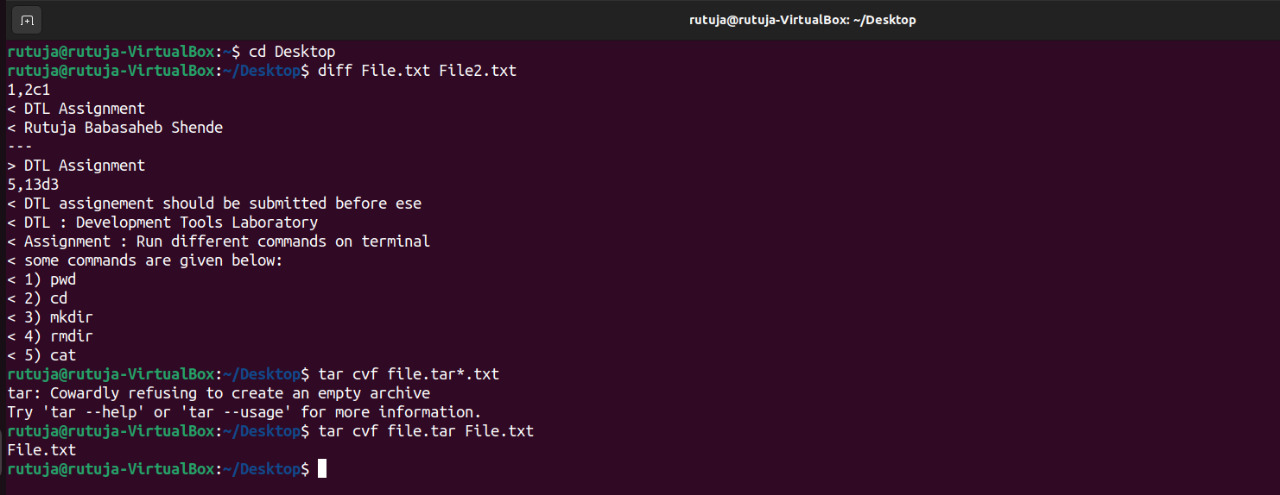 rutuja@rutuja-VirtualBox: ~/Desktop
rutuja@rutuja-VirtualBox:~$ cd Desktop
rutuja@rutuja-VirtualBox:~/Desktop$ diff File.txt File2.txt
1,2c1
< DTL Assignment
< Rutuja Babasaheb Shende
---
> DTL Assignment
5,13d3
< DTL assignement should be submitted before ese
< DTL : Development Tools Laboratory
< Assignment : Run different commands on terminal
< some commands are given below:
< 1) pwd
< 2) cd
< 3) mkdir
< 4) rmdir
< 5) cat
rutuja@rutuja-VirtualBox:~/Desktop$ tar cvf file.tar*.txt
tar: Cowardly refusing to create an empty archive
Try 'tar --help' or 'tar --usage' for more information.
rutuja@rutuja-VirtualBox:~/Desktop$ tar cvf file.tar File.txt
File.txt
rutuja@rutuja-VirtualBox:~/Desktop$